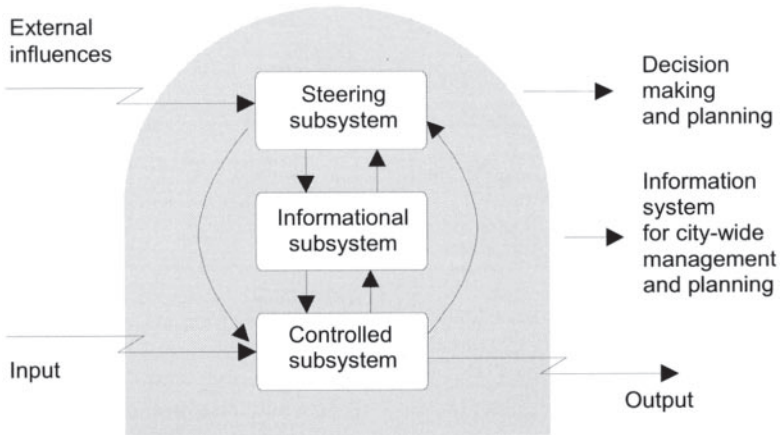 External
influences
Steering
subsystem
Decision
making
and planning
Informational
subsystem
Information
system
for city-wide
management
and planning
Controlled
subsystem
Input
Output